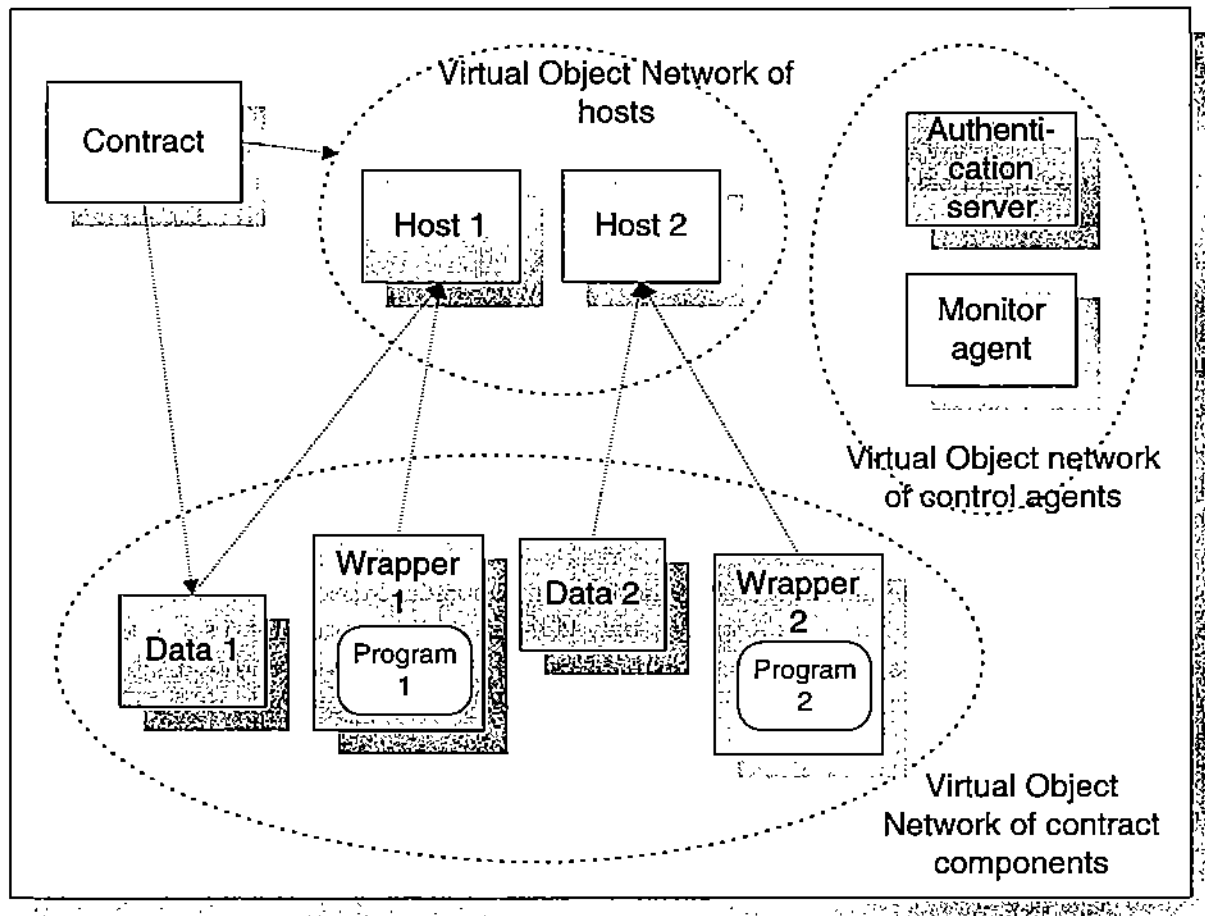 Virtual Object Network of
hosts
Contract
Host 1
Host 2
Authenti-
cation
server
Monitor
agent
Virtual Object network
of control agents
Data 1
Wrapper
1
Program
1
Data 2
Wrapper
2
Program
2
Virtual Object
Network of contract
components